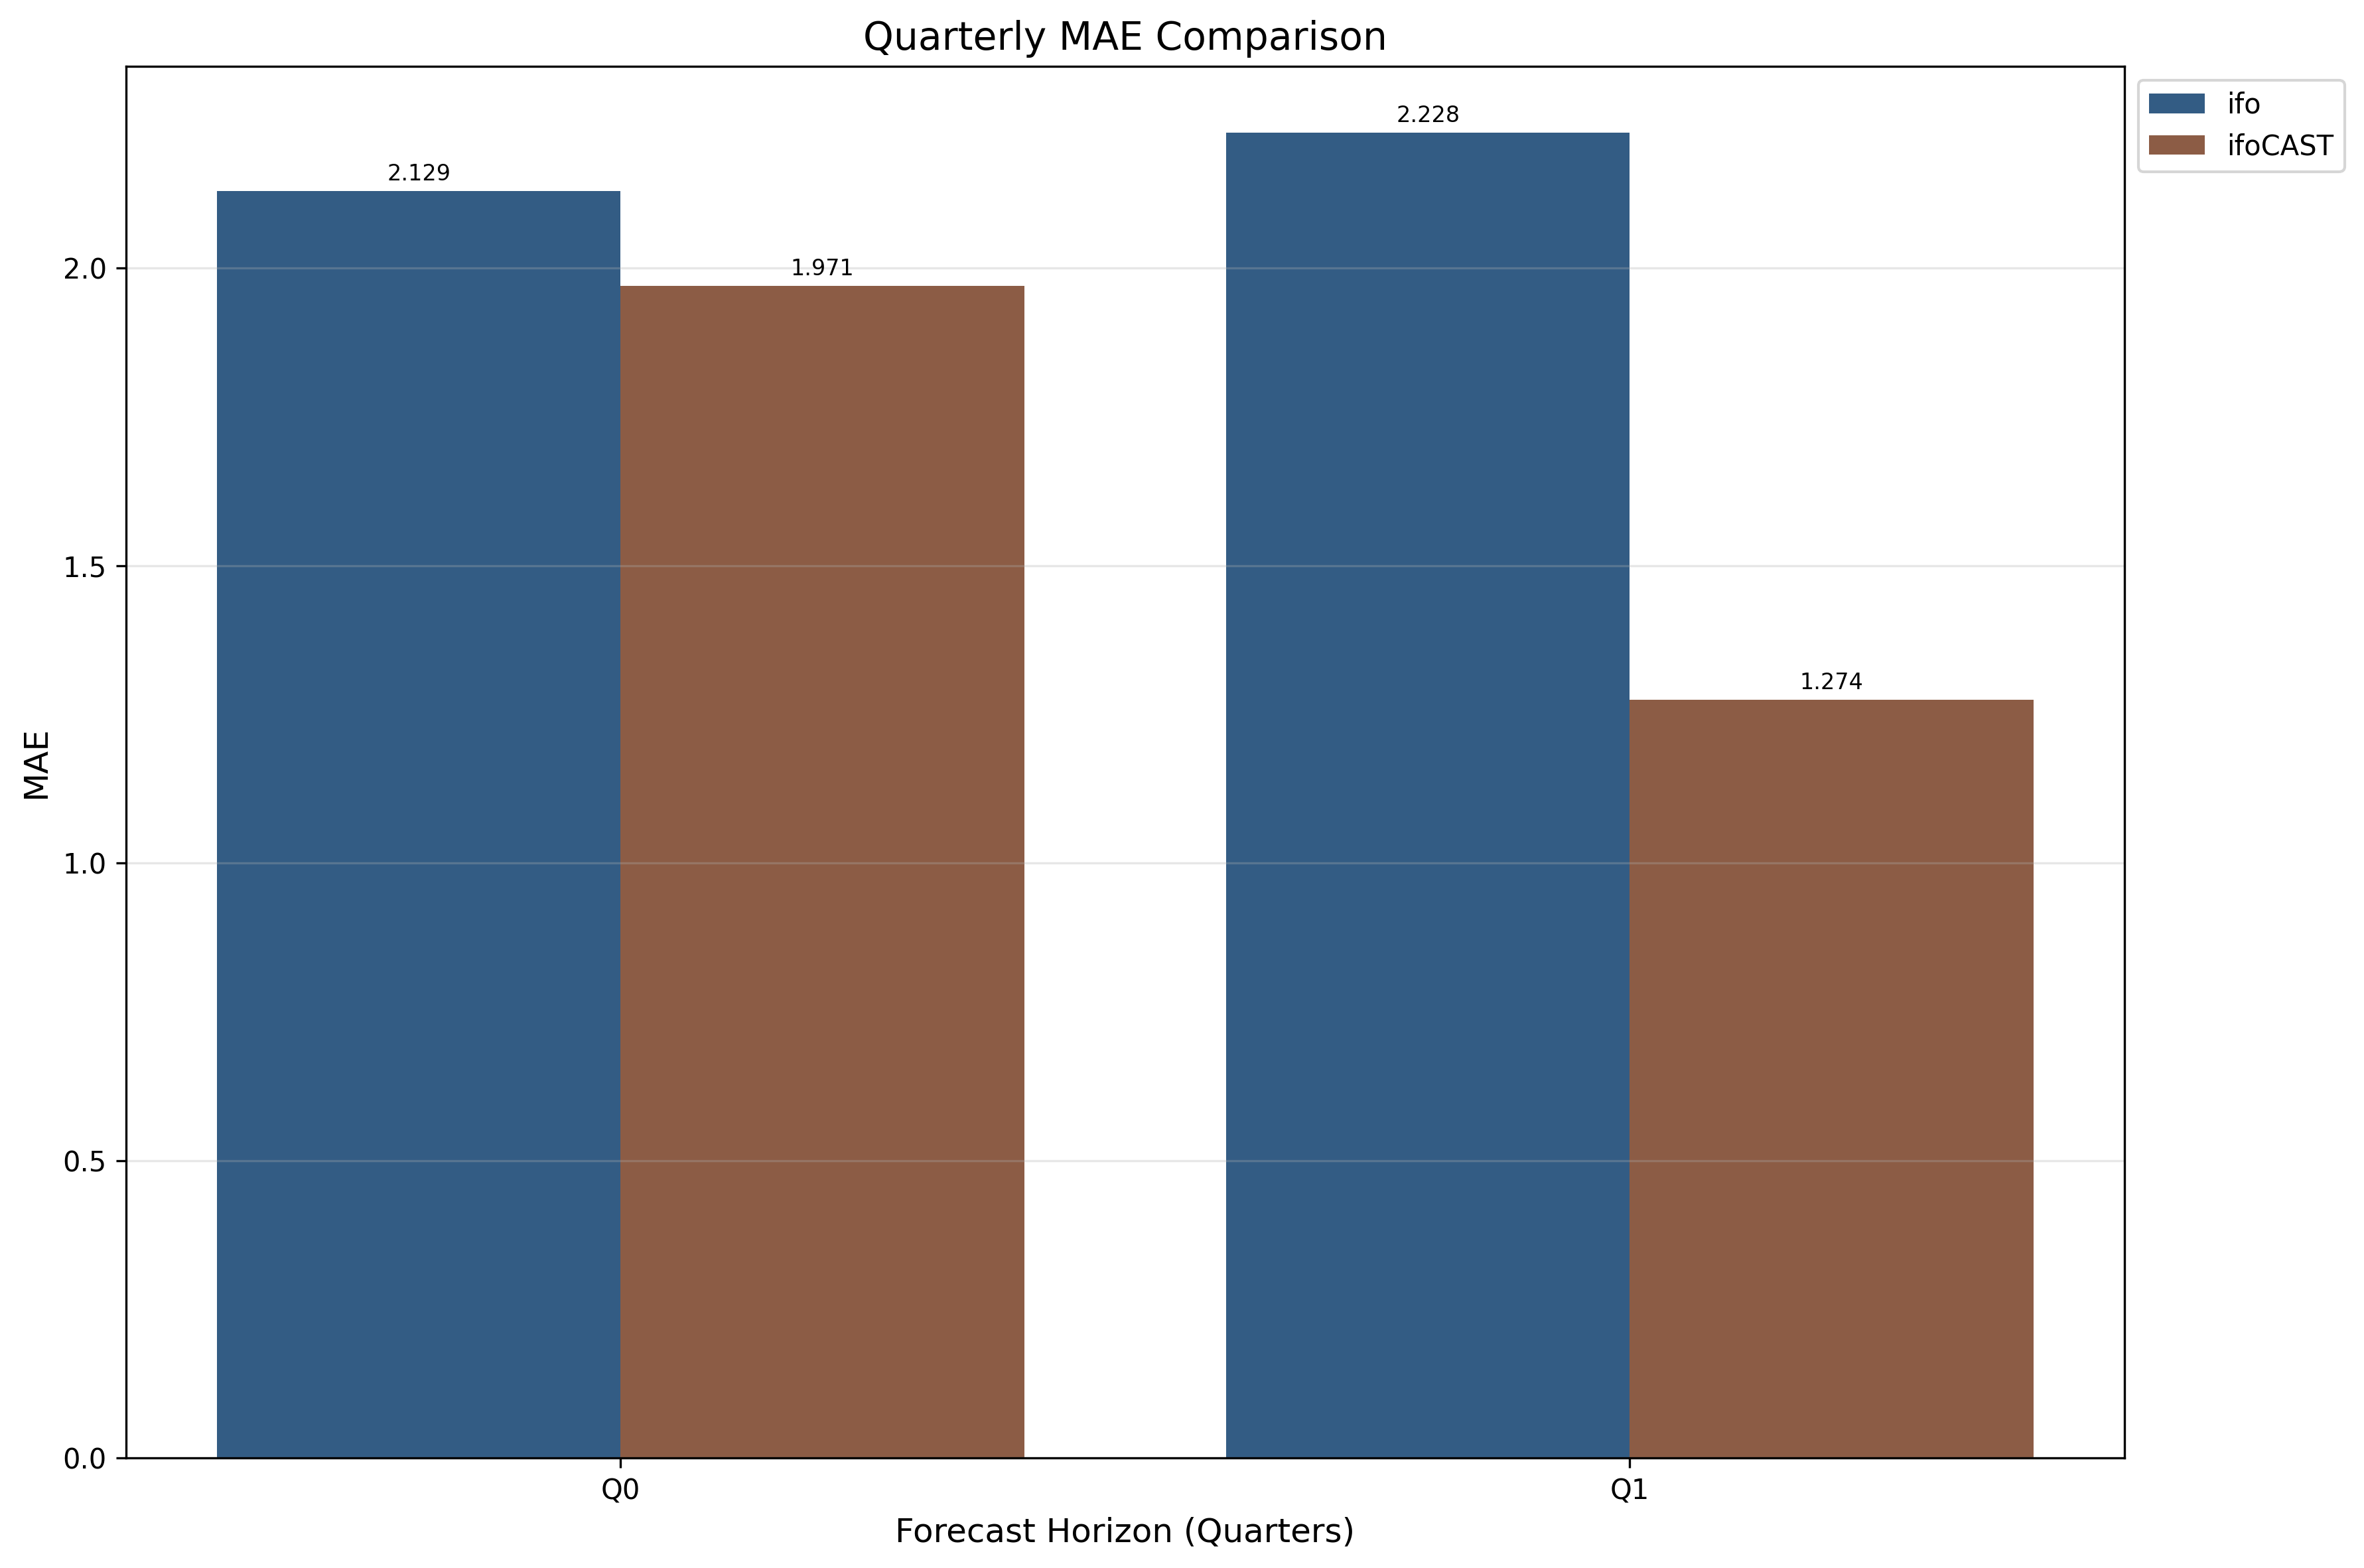 Quarterly MAE Comparison
ifo
ifoCAST
2.129
1.971
2.228
1.274
MAE
2.0
1.5
1.0
0.5
0.0
Q0
Q1
Forecast Horizon (Quarters)